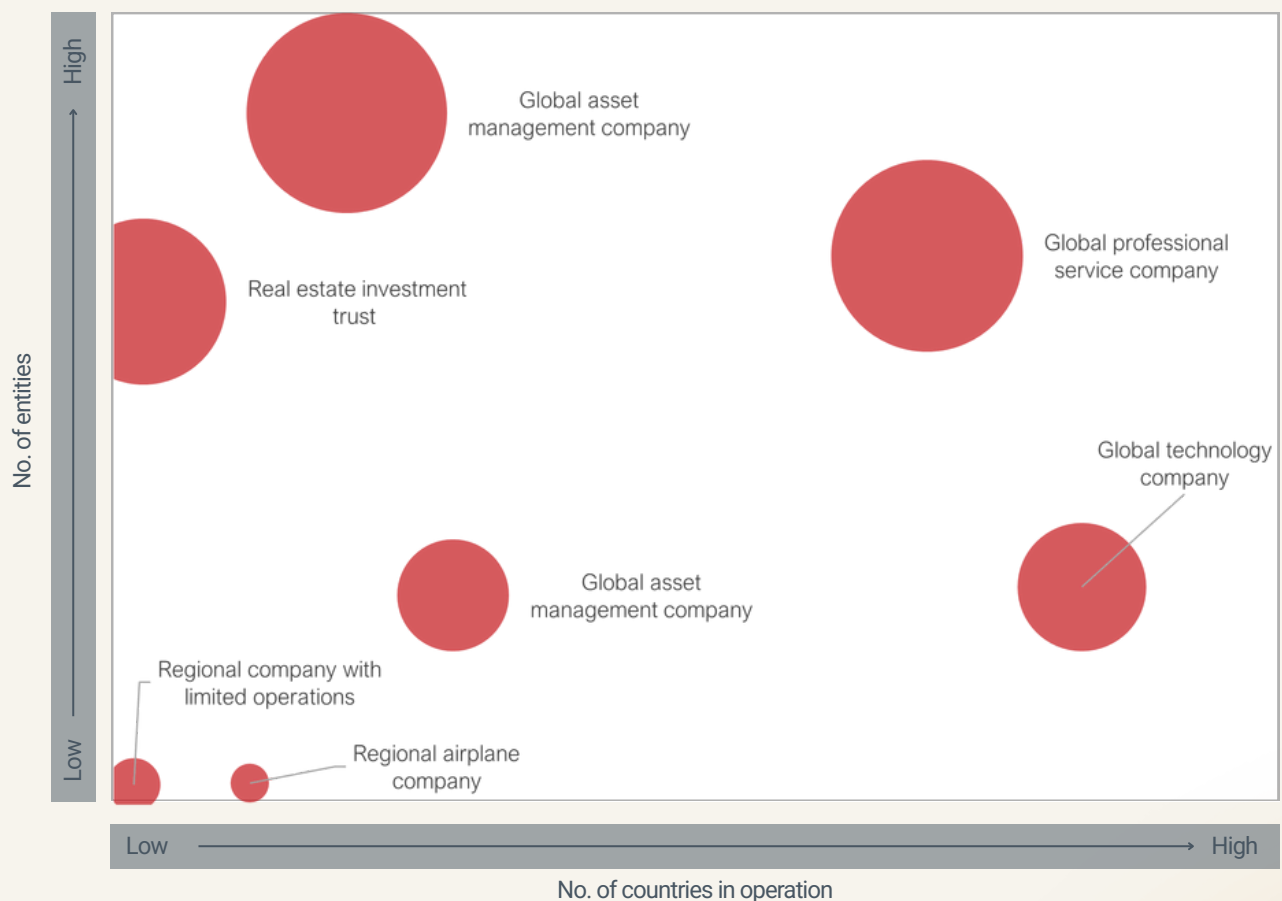 High
Global asset
management company
Global professional
service company
Real estate investment
trust
No. of entities
Global technology
company
Global asset
management company
Regional company with
limited operations
Regional airplane
company
Low
Low
High
No. of countries in operation